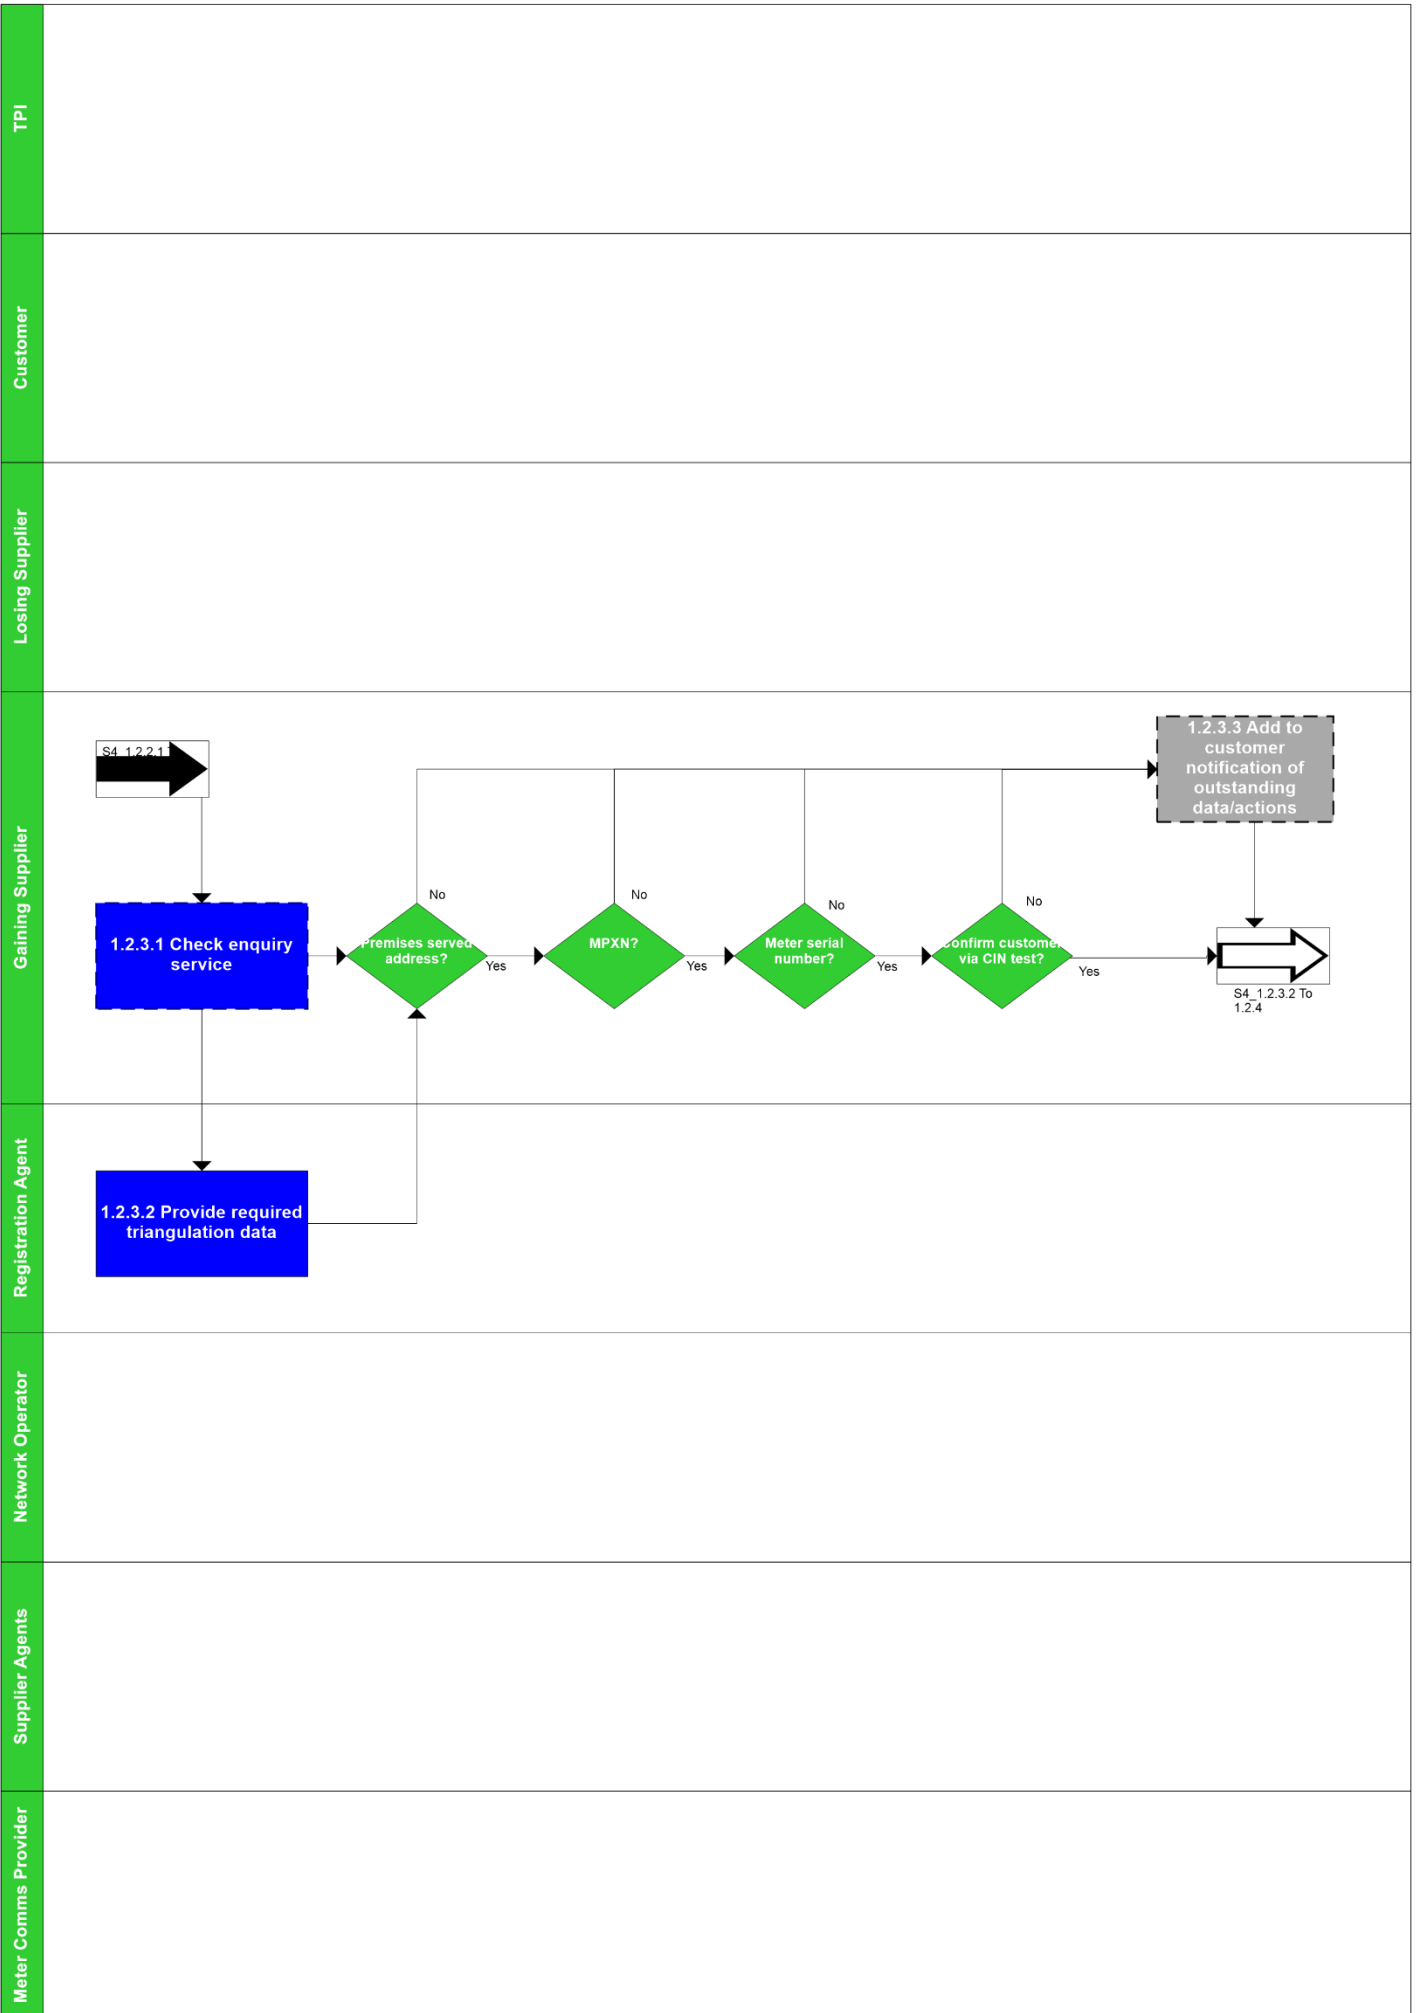 TPI
Customer
Losing Supplier
Gaining Supplier
S4_1.2.2.1
1.2.3.3 Add to
customer
notification of
outstanding
data/actions
No
No
No
No
1.2.3.1 Check enquiry
service
Premises served
address?
Yes
MPXN?
Yes
Meter serial
number?
Yes
Confirm customer
via CIN test?
Yes
S4_1.2.3.2 To
1.2.4
Registration Agent
1.2.3.2 Provide required
triangulation data
Network Operator
Supplier Agents
Meter Comms Provider